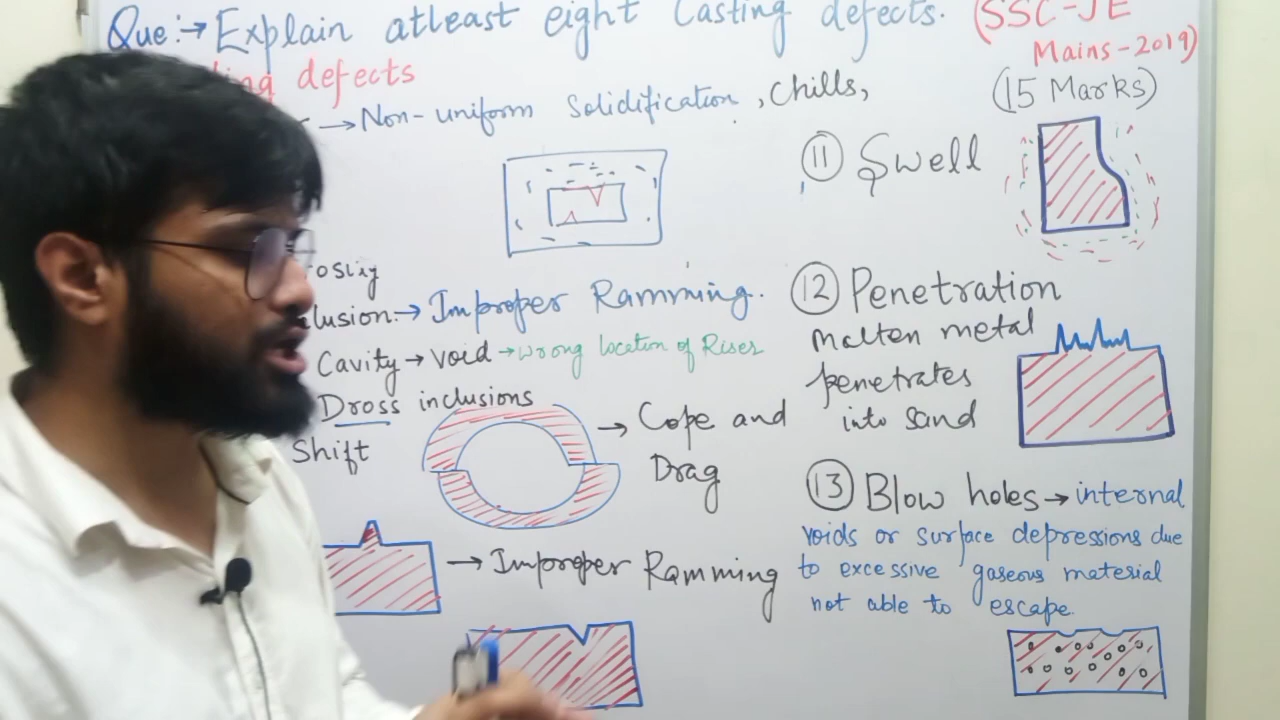 Que:→ Explain atleast eight Casting defects. (SSC-JE
Mains-2019)
(15 Marks)
defects
→ Non-uniform Solidification, Chills,
Improper Ramming.
Cavity → void → wrong location of Riser
Dross inclusions
Shift
→ Cope and
Drag
→ Improper Ramming
11 Swell
12 Penetration
Molten metal
penetrates
into Sand
13 Blow holes → internal
voids or surface depressions due
to excessive gaseous material
not able to escape.